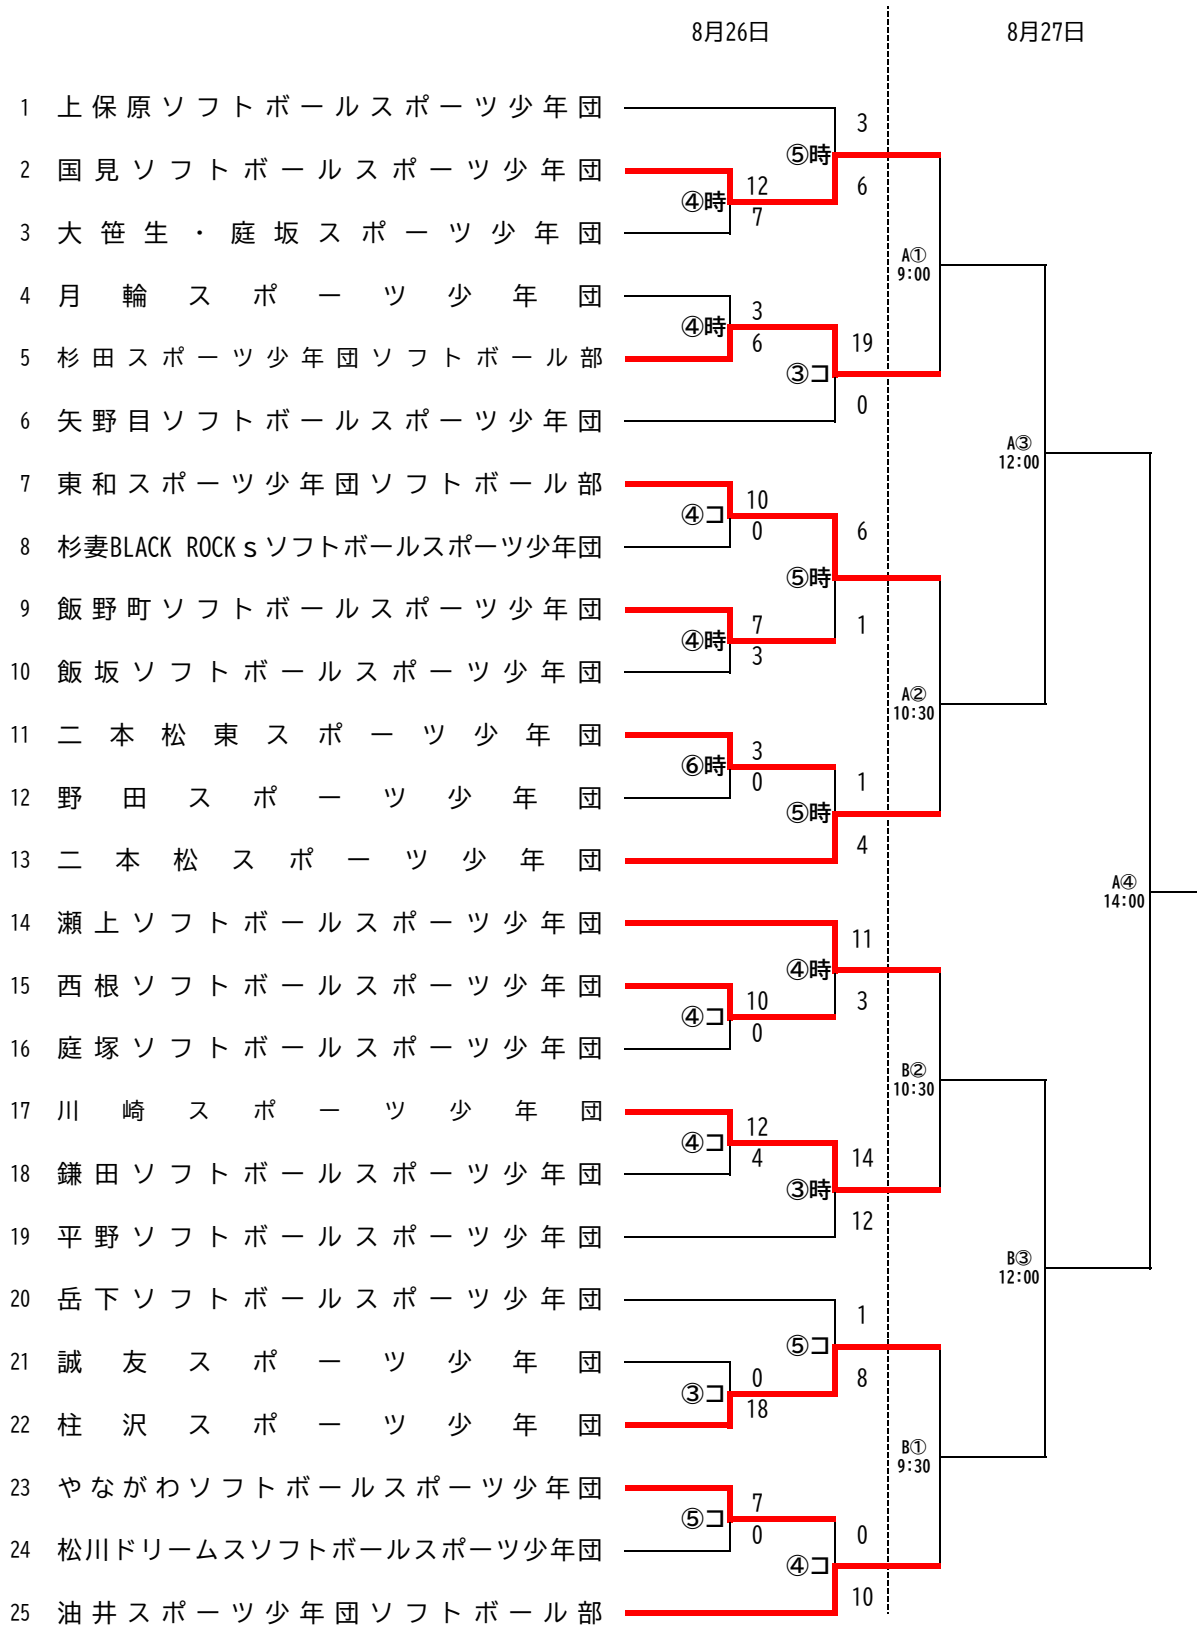 8月26日 8月27日
1 上保原ソフトボールスポーツ少年団
3
⑤時
2 国見ソフトボールスポーツ少年団
12 6
④時
7
3 大笹生・庭坂スポーツ少年団
A①
9:00
4 月輪スポーツ少年団
3
④時
6 19
5 杉田スポーツ少年団ソフトボール部
③コ
0
6 矢野目ソフトボールスポーツ少年団
A③
12:00
7 東和スポーツ少年団ソフトボール部
10
④コ
0 6
8 杉妻BLACK ROCKsソフトボールスポーツ少年団
⑤時
9 飯野町ソフトボールスポーツ少年団
7 1
④時
3
10 飯坂ソフトボールスポーツ少年団
A②
10:30
11 二本松東スポーツ少年団
3
⑥時
0 1
12 野田スポーツ少年団
⑤時
4
13 二本松スポーツ少年団
A④
14:00
14 瀬上ソフトボールスポーツ少年団
11
④時
15 西根ソフトボールスポーツ少年団
10 3
④コ
0
16 庭塚ソフトボールスポーツ少年団
B②
10:30
17 川崎スポーツ少年団
12
④コ
4 14
18 鎌田ソフトボールスポーツ少年団
③時
12
19 平野ソフトボールスポーツ少年団
B③
12:00
20 岳下ソフトボールスポーツ少年団
1
⑤コ
21 誠友スポーツ少年団
0 8
③コ
18
22 柱沢スポーツ少年団
B①
9:30
23 やながわソフトボールスポーツ少年団
7
⑤コ
0 0
24 松川ドリームスソフトボールスポーツ少年団
④コ
10
25 油井スポーツ少年団ソフトボール部